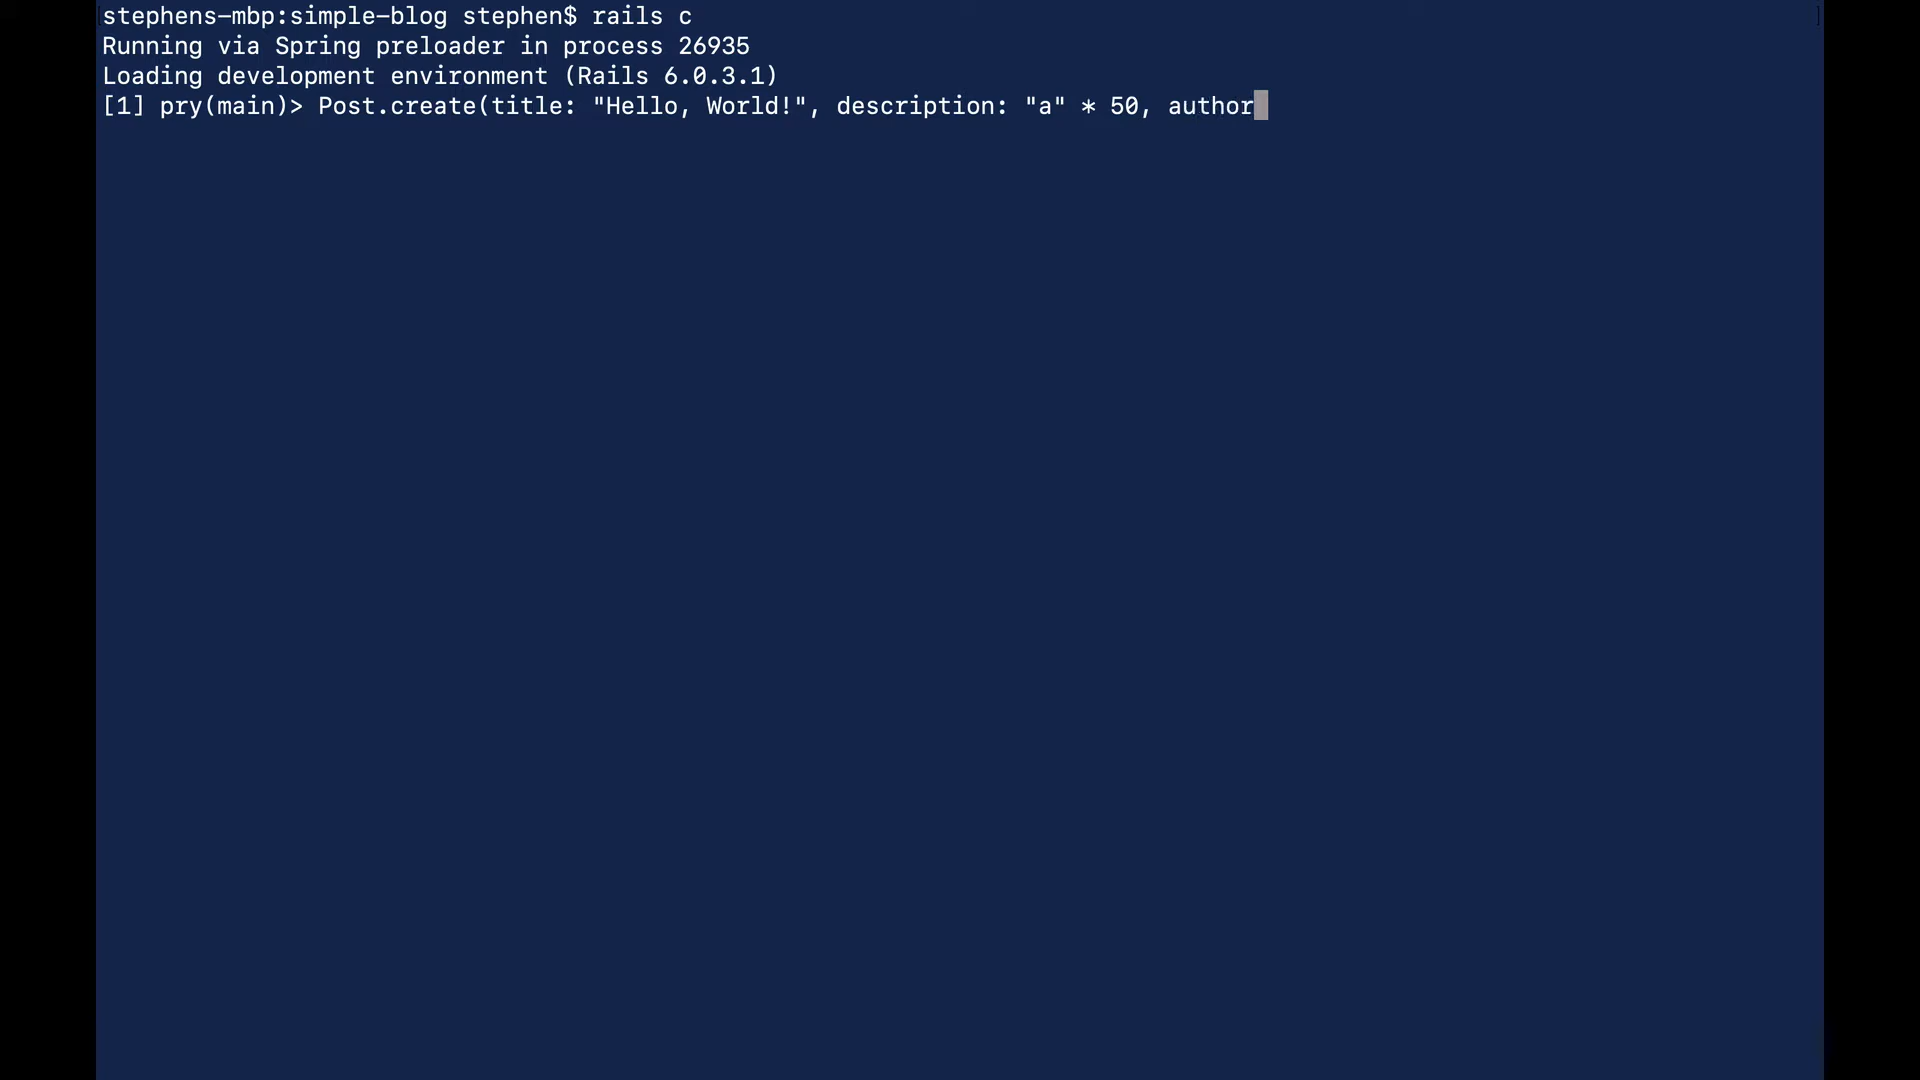 stephens-mbp:simple-blog stephen$ rails c
Running via Spring preloader in process 26935
Loading development environment (Rails 6.0.3.1)
[1] pry(main)> Post.create(title: "Hello, World!", description: "a" * 50, author